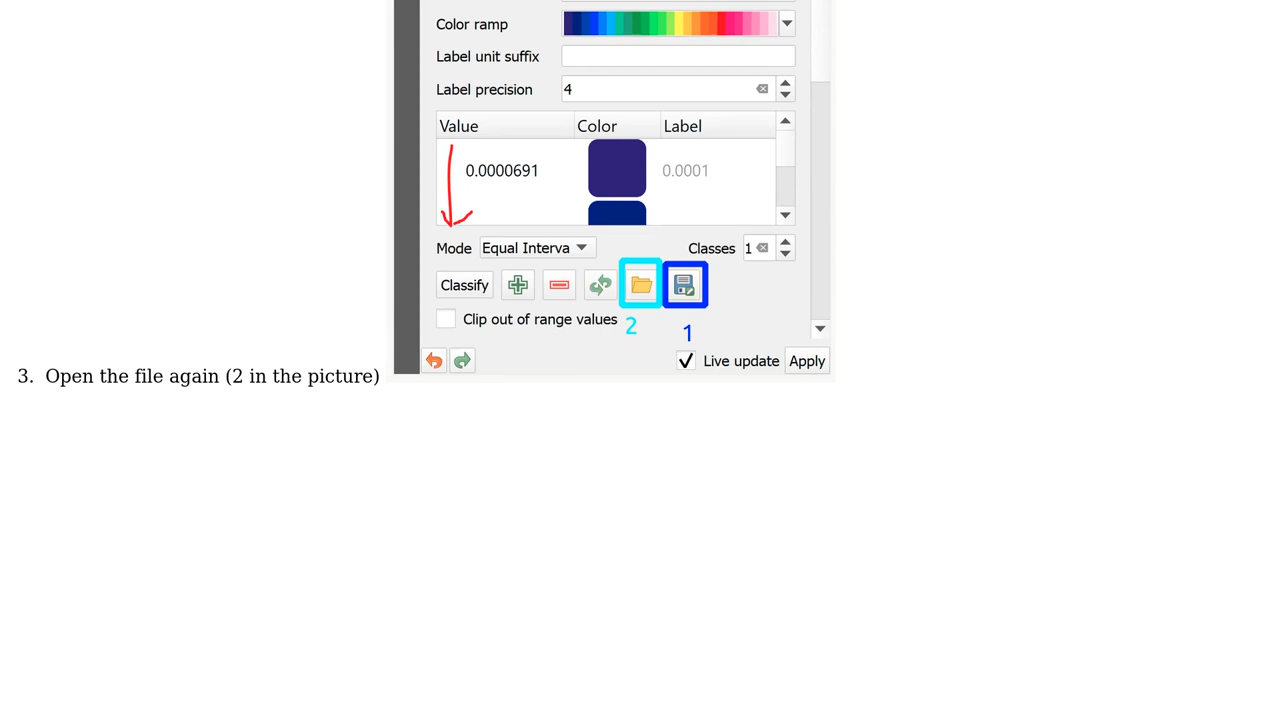 Color ramp
Label unit suffix
Label precision 4
Value Color Label
0.0000691 0.0001
Mode Equal Interva Classes 1
Classify
Clip out of range values 2 1
Live update Apply
3. Open the file again (2 in the picture)